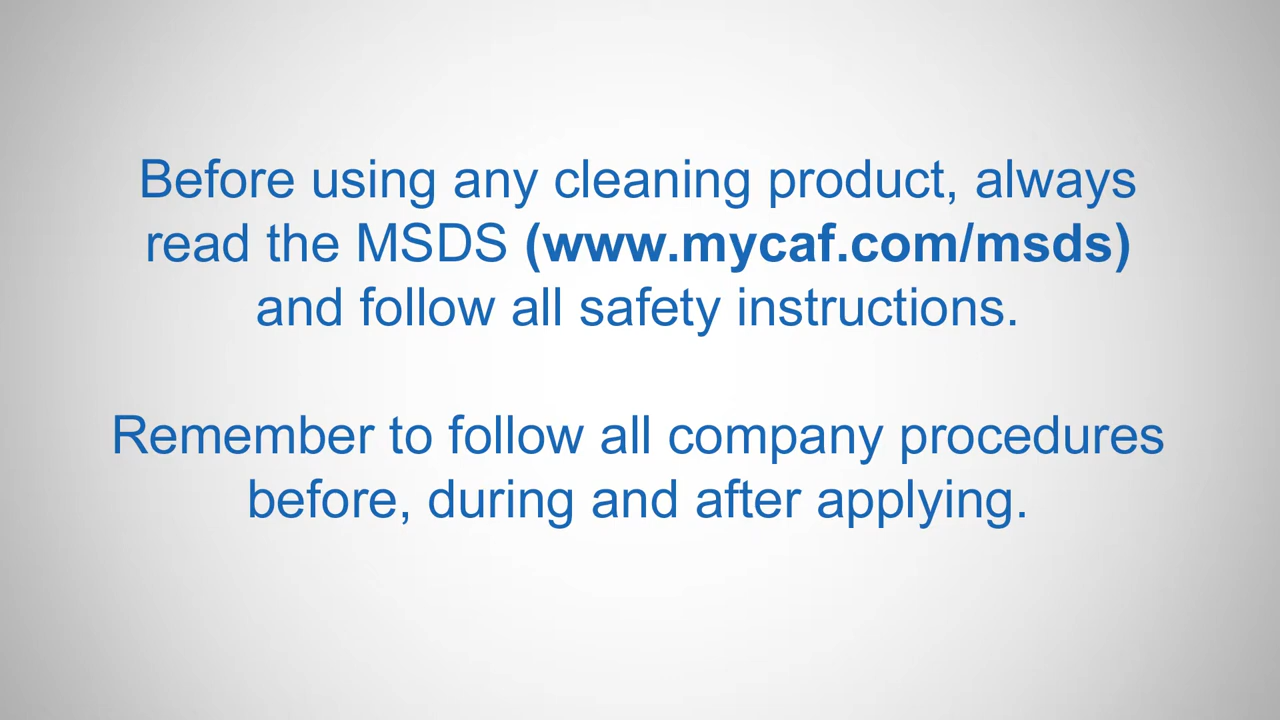 Before using any cleaning product, always
read the MSDS (www.mycaf.com/msds)
and follow all safety instructions.
Remember to follow all company procedures
before, during and after applying.